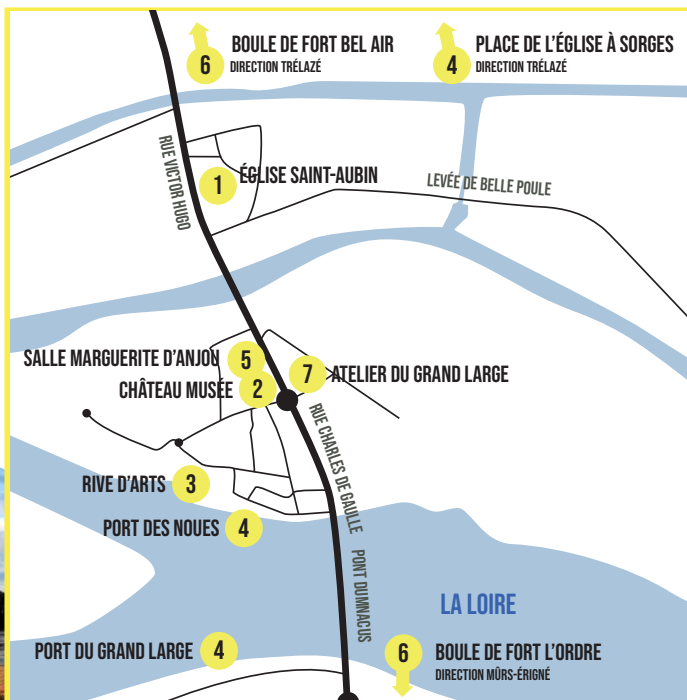 6
BOULE DE FORT BEL AIR
DIRECTION TRÉLAZÉ
4
PLACE DE L'ÉGLISE À SORGES
DIRECTION TRÉLAZÉ
RUE VICTOR HUGO
1
ÉGLISE SAINT-AUBIN
LEVÉE DE BELLE POULE
SALLE MARGUERITE D'ANJOU
5
CHÂTEAU MUSÉE
2
7
ATELIER DU GRAND LARGE
RUE CHARLES DE GAULLE
RIVE D'ARTS
3
PORT DES NOUES
4
PONT DUMNACUS
LA LOIRE
PORT DU GRAND LARGE
4
6
BOULE DE FORT L'ORDRE
DIRECTION MÛRS-ÉRIGNÉ